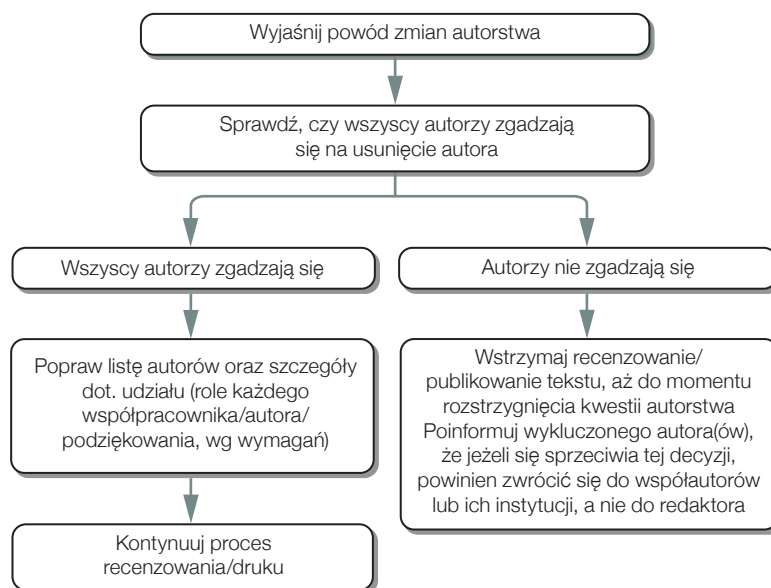 Wyjaśnij powód zmian autorstwa
Sprawdź, czy wszyscy autorzy zgadzają
się na usunięcie autora
Wszyscy autorzy zgadzają się
Autorzy nie zgadzają się
Popraw listę autorów oraz szczegóły
dot. udziału (role każdego
współpracownika/autora/
podziękowania, wg wymagań)
Wstrzymaj recenzowanie/
publikowanie tekstu, aż do momentu
rozstrzygnięcia kwestii autorstwa
Poinformuj wykluczonego autora(ów),
że jeżeli się sprzeciwia tej decyzji,
powinien zwrócić się do współautorów
lub ich instytucji, a nie do redaktora
Kontynuuj proces
recenzowania/druku